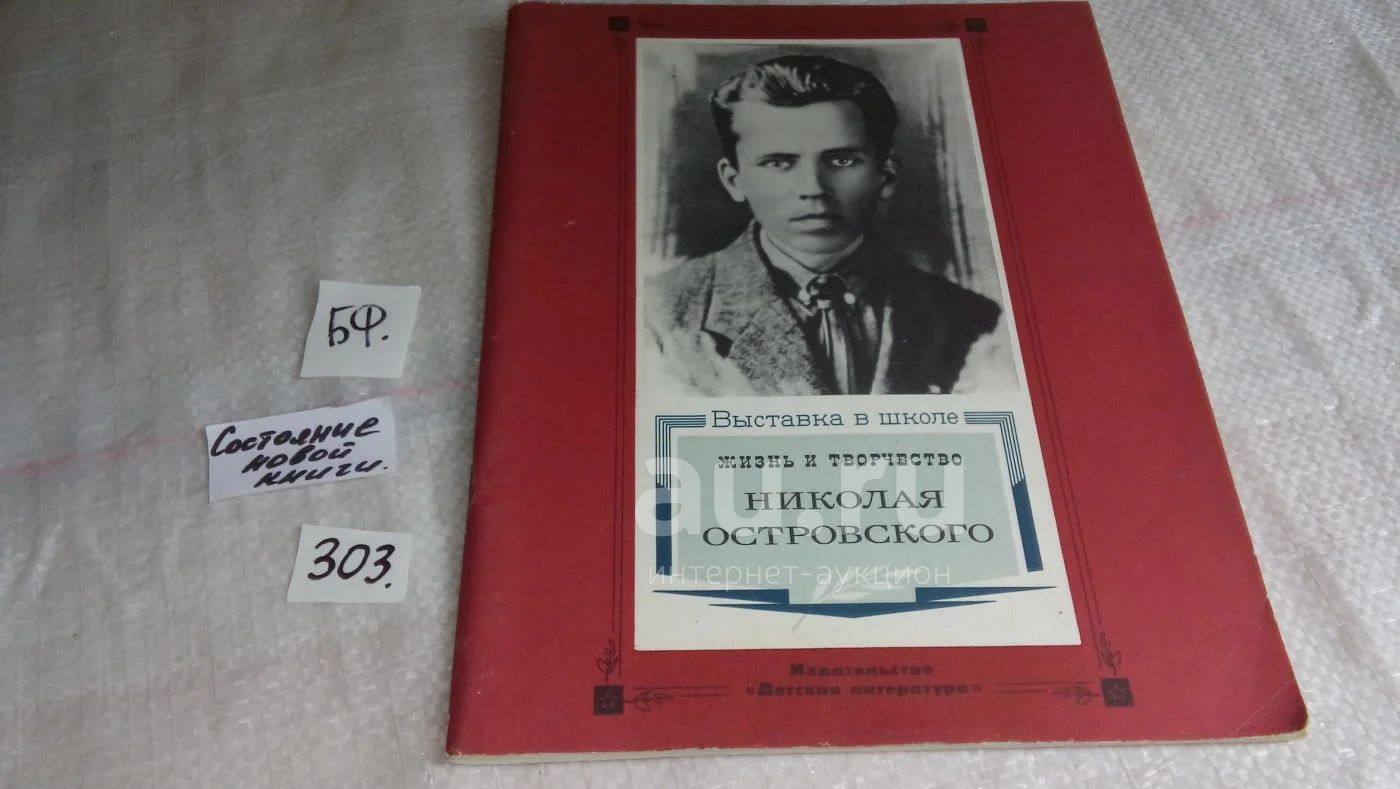 БФ.
Состояние
новой
книги.
303.
Выставка в школе
жизнь и творчество
НИКОЛАЯ
ОСТРОВСКОГО
au.ru
интернет-аукцион
Издательство
«Детская литература»